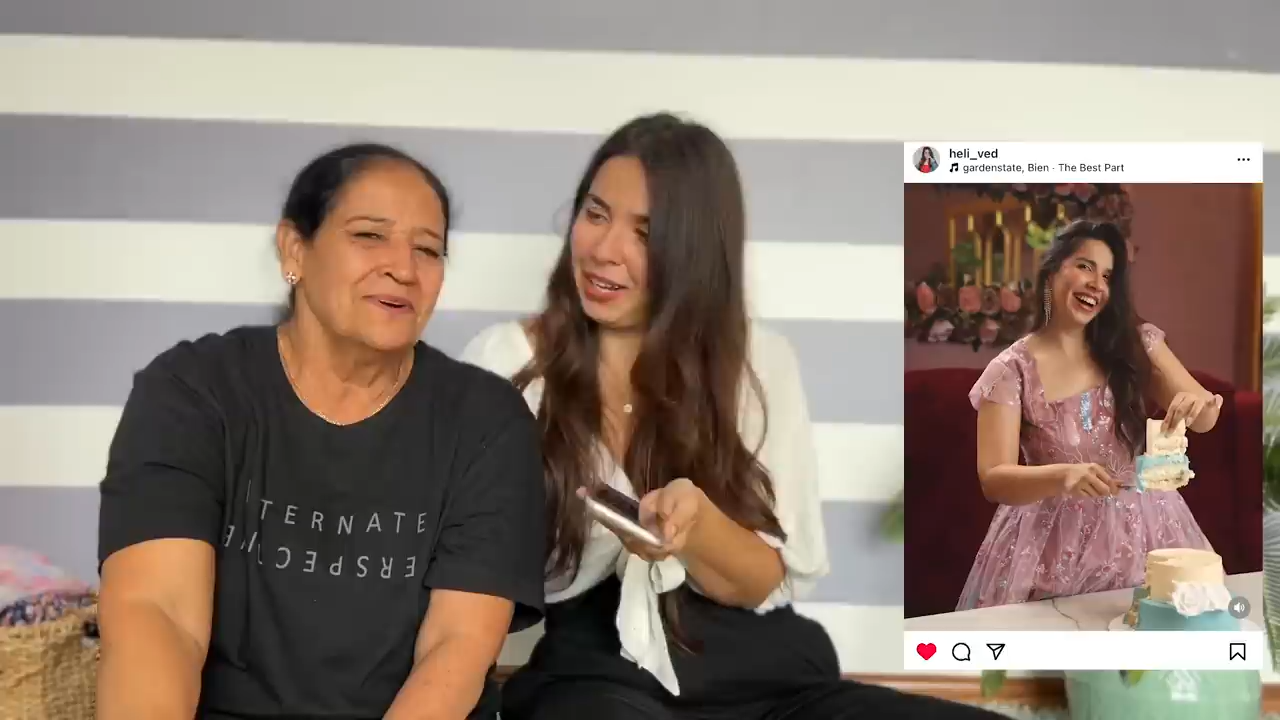 heli_ved
gardenstate, Bien · The Best Part
TERNATE
ERSPEC